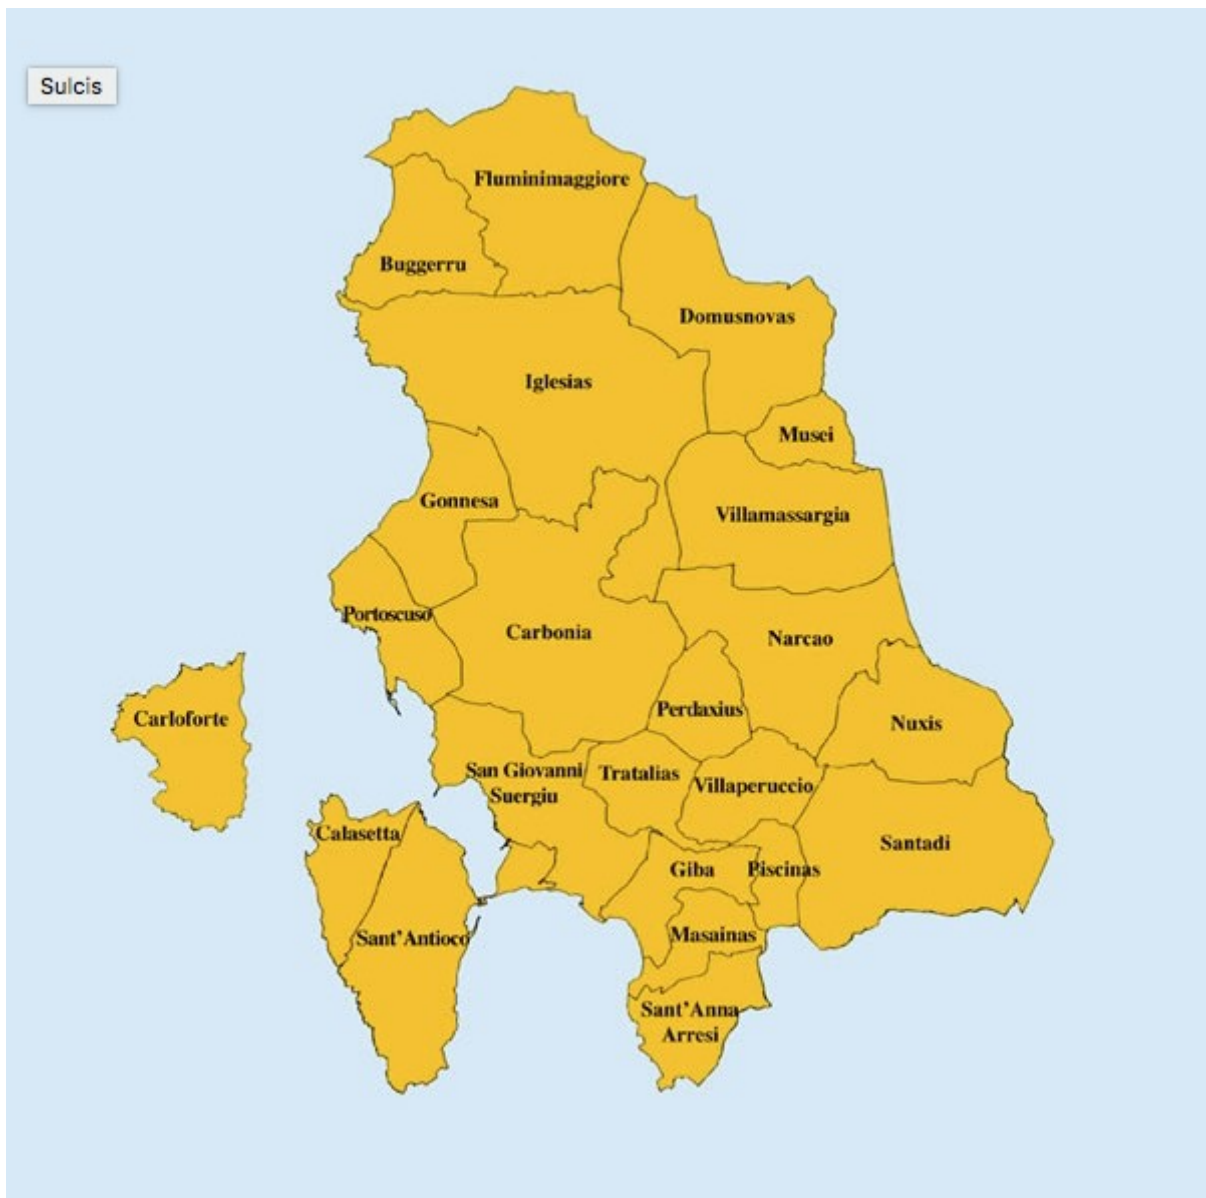 Sulcis
Fluminimaggiore
Buggerru
Domusnovas
Iglesias
Musei
Gonnesa
Villamassargia
Portoscuso
Carbonia
Narcao
Carloforte
Perdaxius
Nuxis
San Giovanni
Suergiu
Tratalias
Villaperuccio
Calasetta
Santadi
Giba
Piscinas
Sant'Antioco
Masainas
Sant'Anna
Arresi